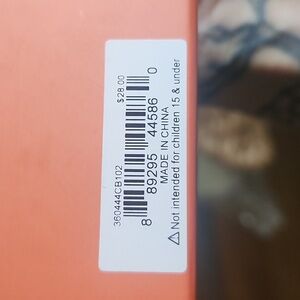 360444CB102 $28.00
8 89295 44586 0
MADE IN CHINA
⚠Not intended for children 15 & under